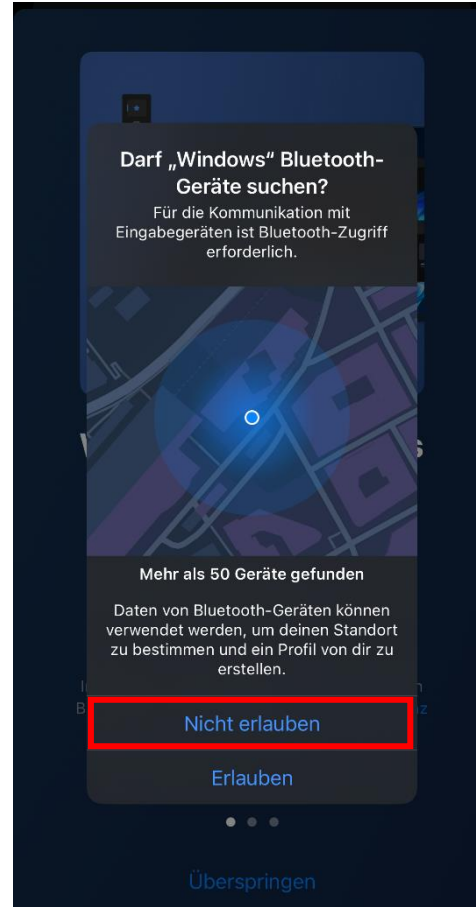 Darf „Windows“ Bluetooth-
Geräte suchen?
Für die Kommunikation mit
Eingabegeräten ist Bluetooth-Zugriff
erforderlich.
Mehr als 50 Geräte gefunden
Daten von Bluetooth-Geräten können
verwendet werden, um deinen Standort
zu bestimmen und ein Profil von dir zu
erstellen.
Nicht erlauben
Erlauben
Überspringen